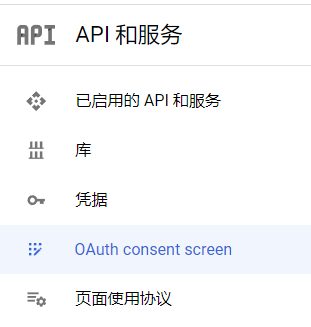 API API 和服务
已启用的 API 和服务
库
凭据
OAuth consent screen
页面使用协议